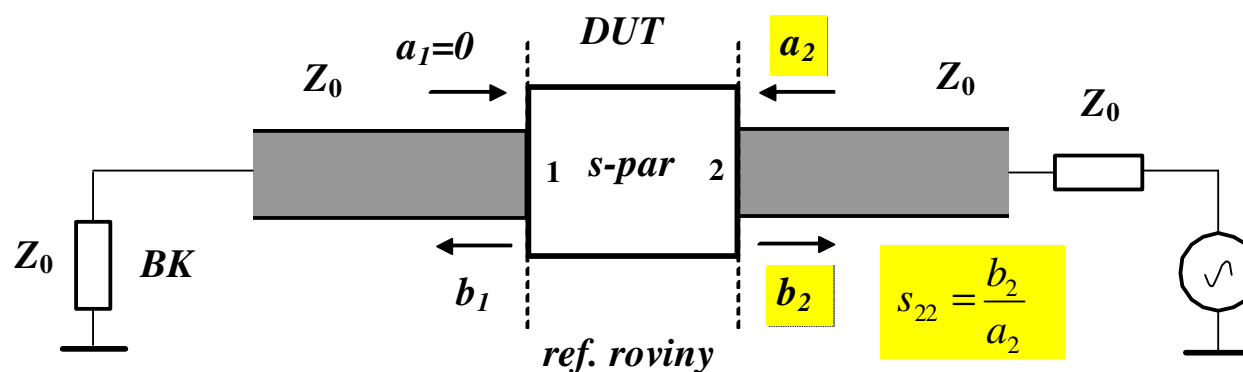 DUT
a₁=0
a₂
Z₀
Z₀
Z₀
1 s-par 2
Z₀ BK
b₁
b₂
s₂₂ = b₂/a₂
ref. roviny